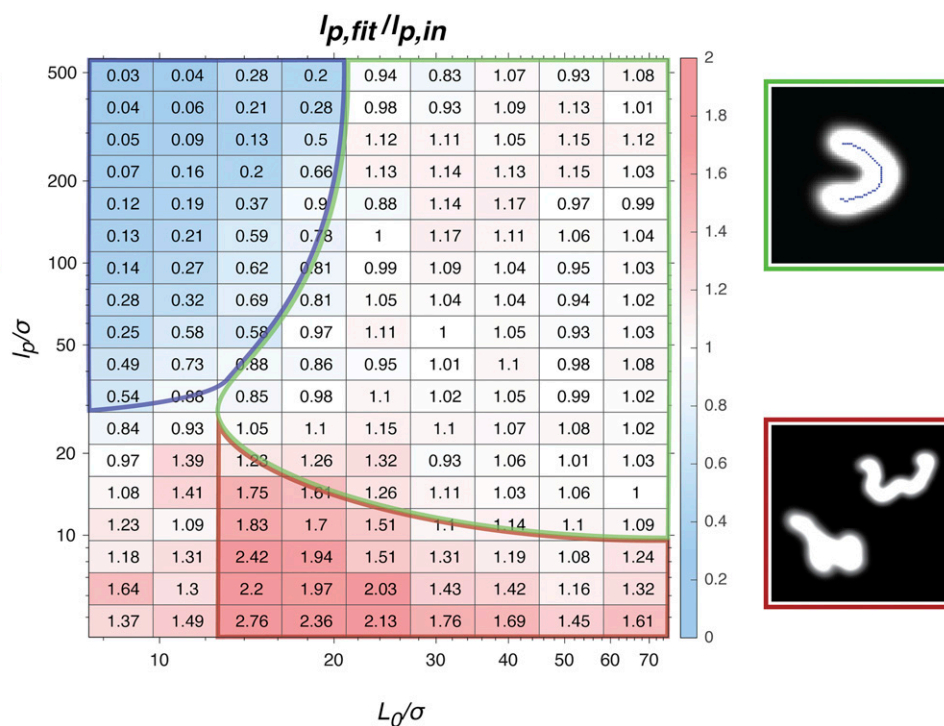 l_p,fit/l_p,in
500 0.03 0.04 0.28 0.2 0.94 0.83 1.07 0.93 1.08 2
0.04 0.06 0.21 0.28 0.98 0.93 1.09 1.13 1.01 1.8
0.05 0.09 0.13 0.5 1.12 1.11 1.05 1.15 1.12
200 0.07 0.16 0.2 0.66 1.13 1.14 1.13 1.15 1.03 1.6
0.12 0.19 0.37 0.9 0.88 1.14 1.17 0.97 0.99
0.13 0.21 0.59 0.78 1 1.17 1.11 1.06 1.04 1.4
100 0.14 0.27 0.62 0.81 0.99 1.09 1.04 0.95 1.03 1.2
0.28 0.32 0.69 0.81 1.05 1.04 1.04 0.94 1.02
50 0.25 0.58 0.58 0.97 1.11 1 1.05 0.93 1.03 1
l_p/σ
0.49 0.73 0.88 0.86 0.95 1.01 1.1 0.98 1.08
0.54 0.88 0.85 0.98 1.1 1.02 1.05 0.99 1.02 0.8
0.84 0.93 1.05 1.1 1.15 1.1 1.07 1.08 1.02
20 0.97 1.39 1.23 1.26 1.32 0.93 1.06 1.01 1.03 0.6
1.08 1.41 1.75 1.61 1.26 1.11 1.03 1.06 1
10 1.23 1.09 1.83 1.7 1.51 1.1 1.14 1.1 1.09 0.4
1.18 1.31 2.42 1.94 1.51 1.31 1.19 1.08 1.24
1.64 1.3 2.2 1.97 2.03 1.43 1.42 1.16 1.32 0.2
1.37 1.49 2.76 2.36 2.13 1.76 1.69 1.45 1.61 0
10 20 30 40 50 60 70
L_0/σ